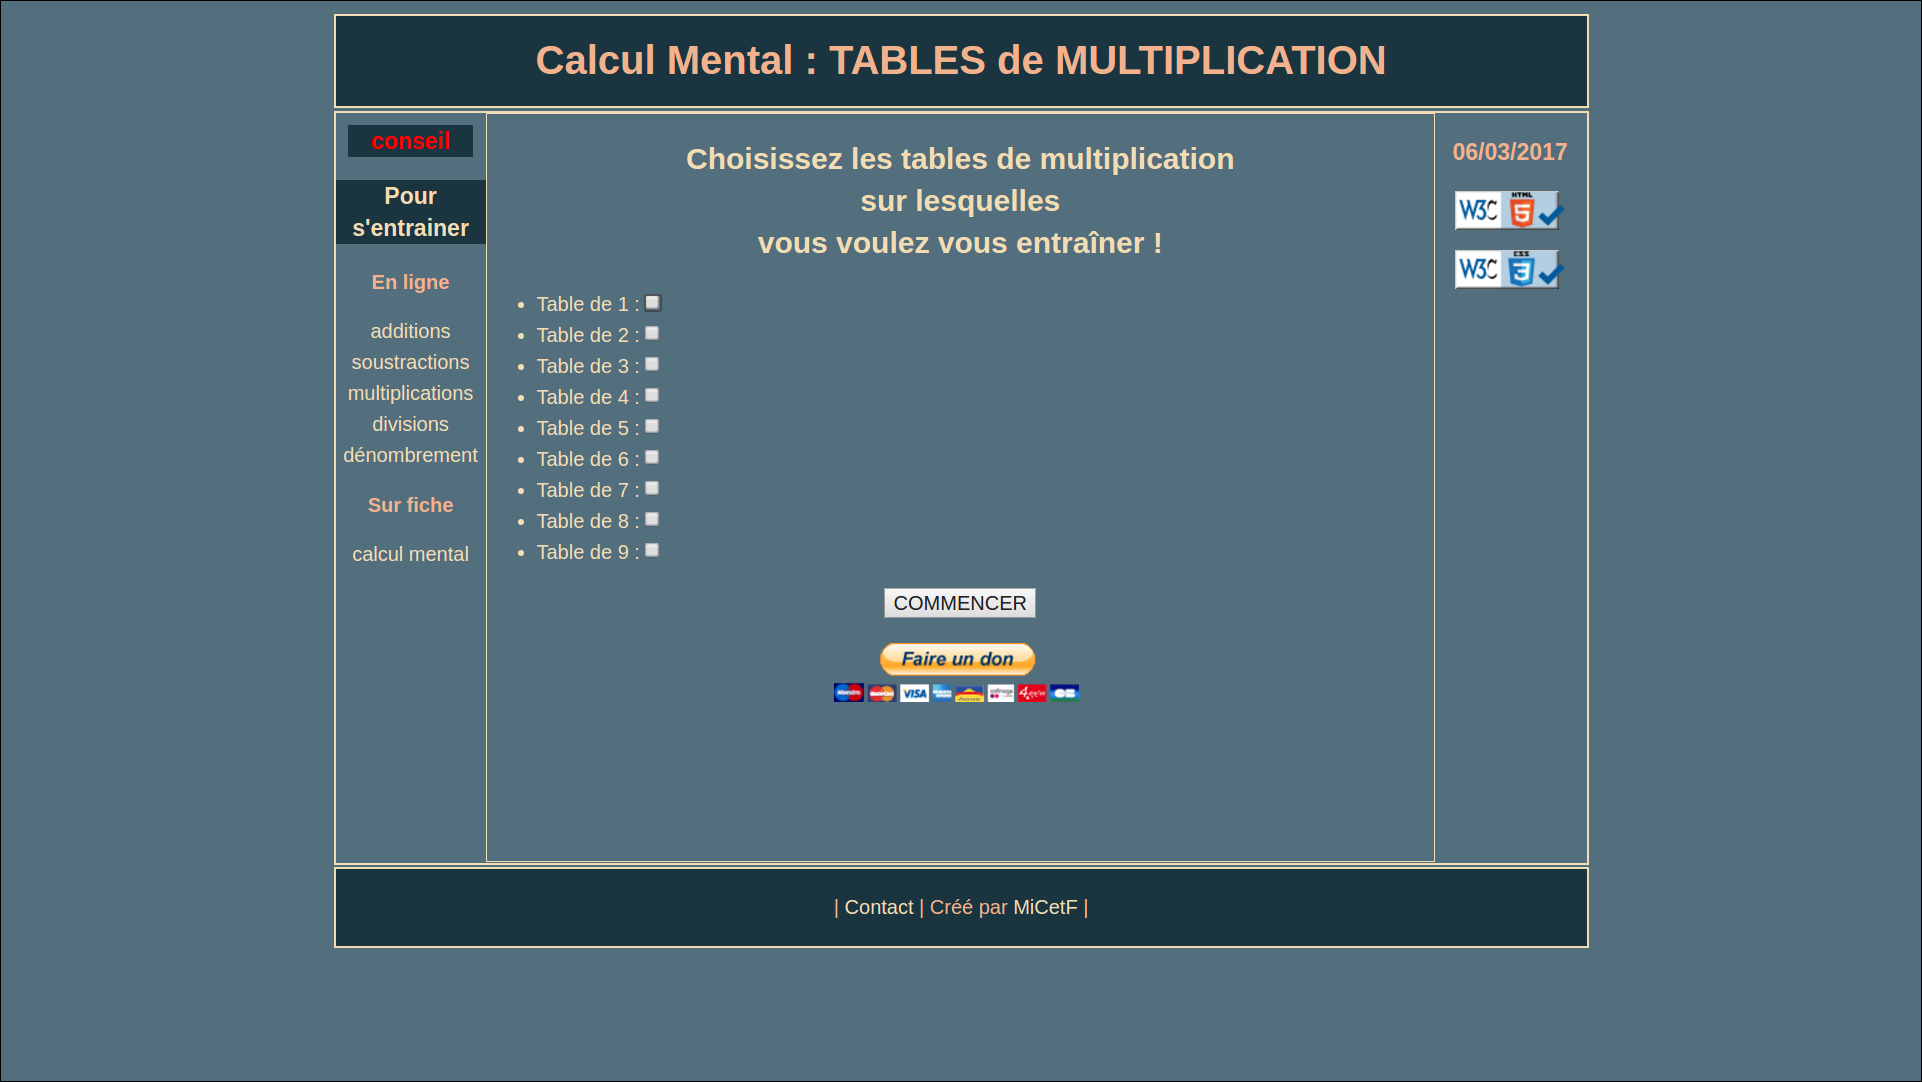 Calcul Mental : TABLES de MULTIPLICATION
conseil
Pour
s'entrainer
En ligne
additions
soustractions
multiplications
divisions
dénombrement
Sur fiche
calcul mental
Choisissez les tables de multiplication
sur lesquelles
vous voulez vous entraîner !
Table de 1 :
Table de 2 :
Table de 3 :
Table de 4 :
Table de 5 :
Table de 6 :
Table de 7 :
Table de 8 :
Table de 9 :
COMMENCER
Faire un don
Maestro MasterCard VISA
06/03/2017
W3C HTML 5
W3C CSS 3
| Contact | Créé par MiCetF |